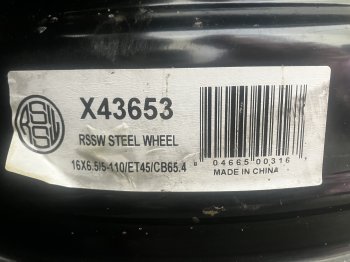 RSSW
X43653
RSSW STEEL WHEEL
16X6.5/5-110/ET45/CB65.4
04665 00316
MADE IN CHINA